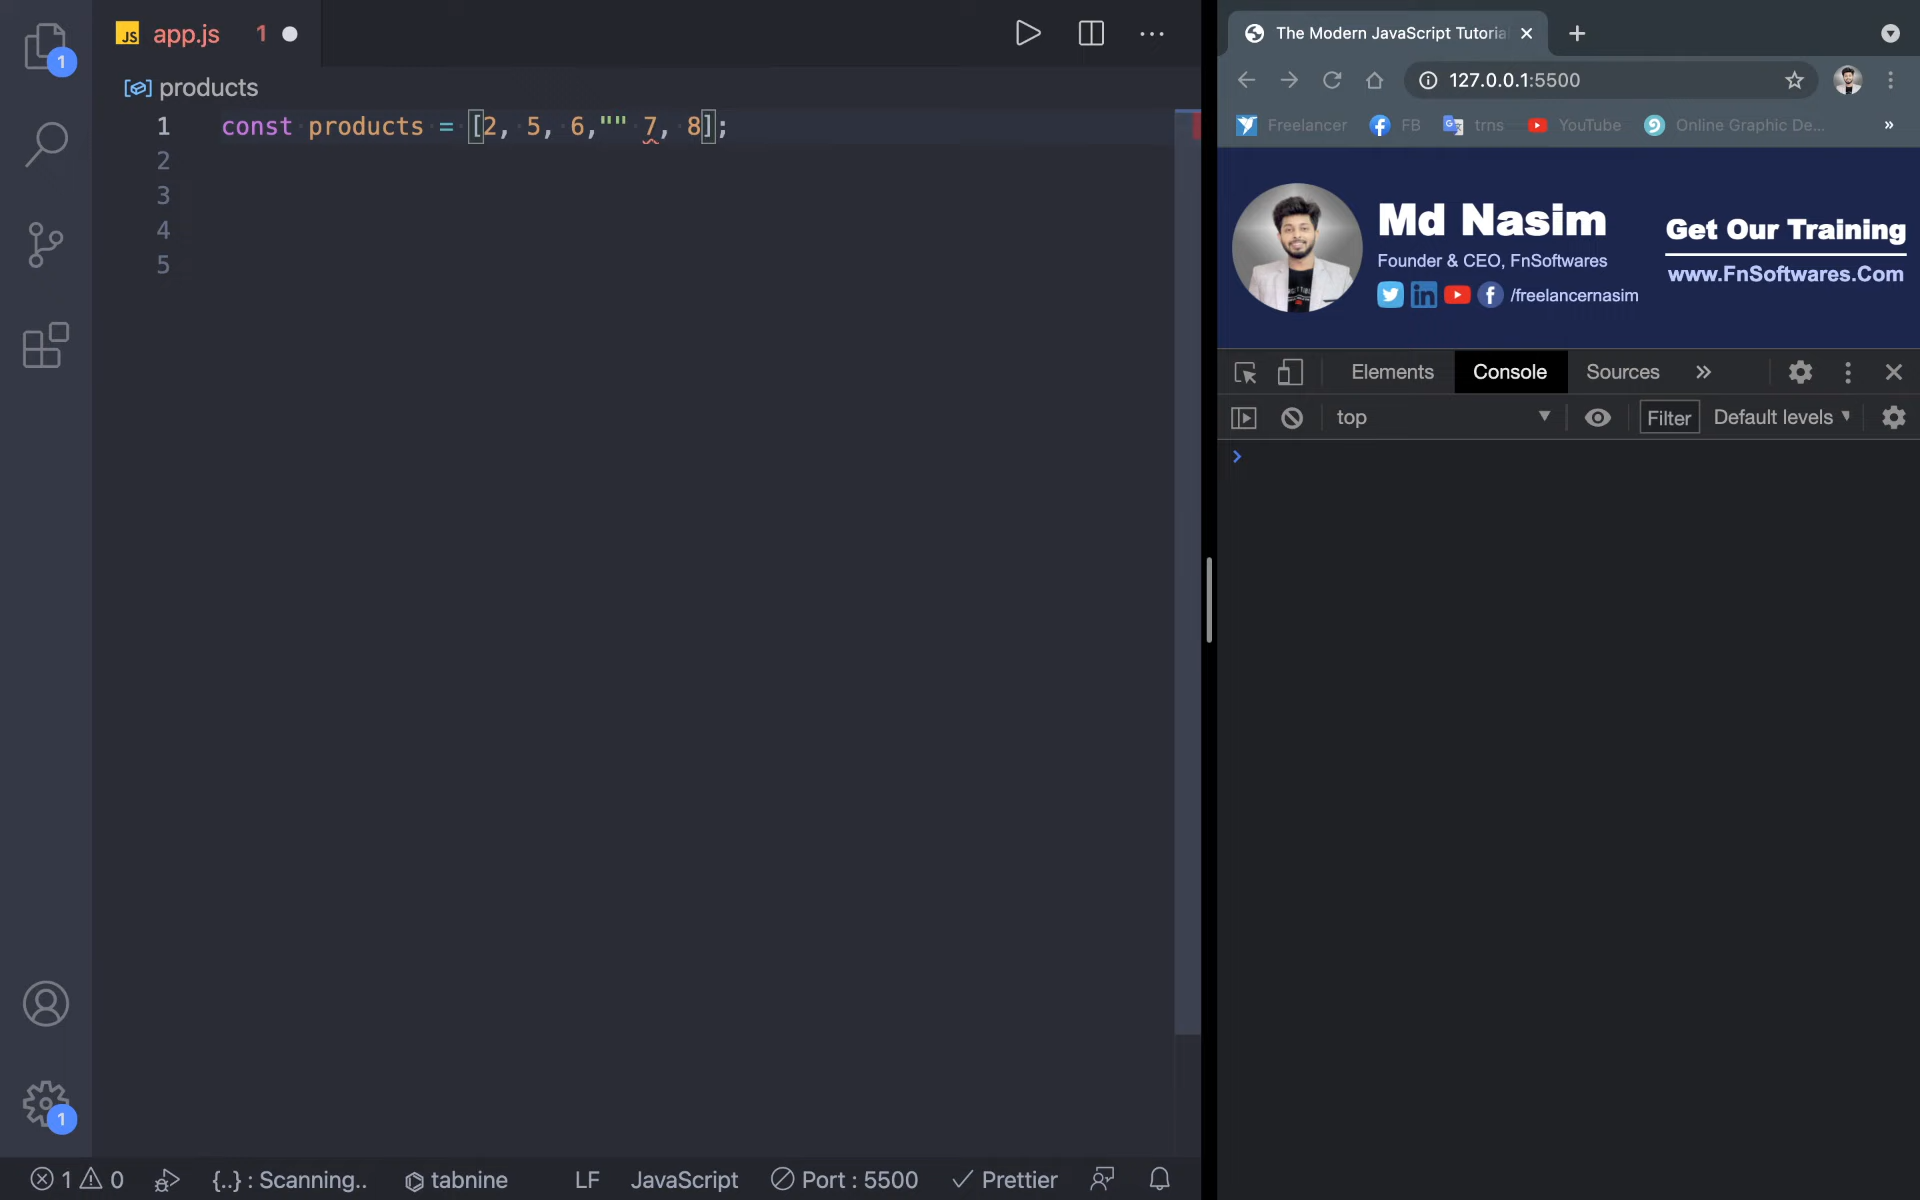 JS app.js 1
products
1 const products = [2, 5, 6,"" 7, 8];
2
3
4
5
1
1
1 0 {..} : Scanning.. tabnine LF JavaScript Port : 5500 Prettier
The Modern JavaScript Tutoria
127.0.0.1:5500
Freelancer FB trns YouTube Online Graphic De... »
Md Nasim
Founder & CEO, FnSoftwares
/freelancernasim
Get Our Training
www.FnSoftwares.Com
Elements Console Sources »
top Filter Default levels